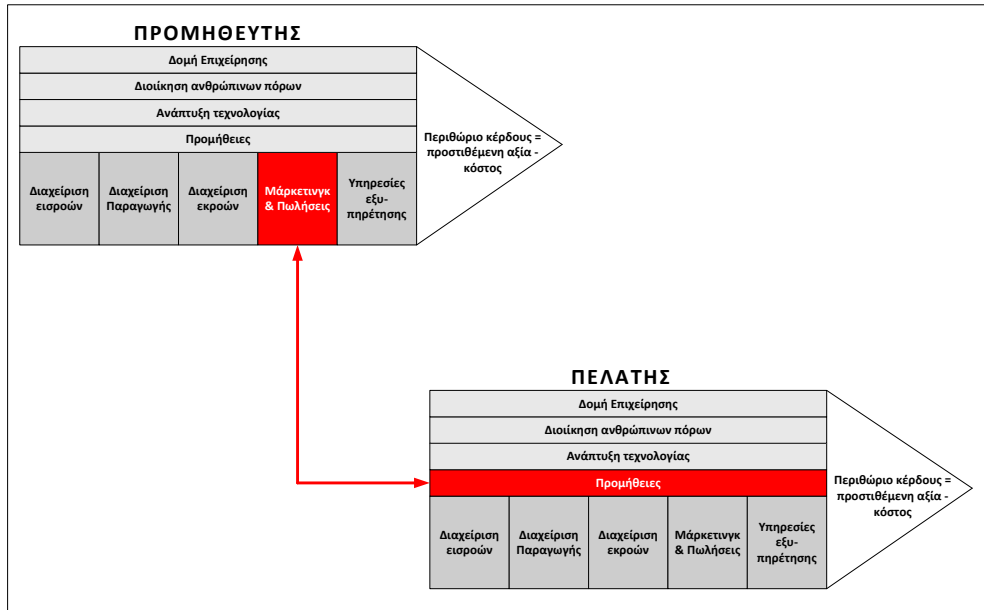 ΠΡΟΜΗΘΕΥΤΗΣ
Δομή Επιχείρησης
Διοίκηση ανθρώπινων πόρων
Ανάπτυξη τεχνολογίας
Προμήθειες
Διαχείριση
εισροών
Διαχείριση
Παραγωγής
Διαχείριση
εκροών
Μάρκετινγκ
& Πωλήσεις
Υπηρεσίες
εξυ-
πηρέτησης
Περιθώριο κέρδους =
προστιθέμενη αξία -
κόστος
ΠΕΛΑΤΗΣ
Δομή Επιχείρησης
Διοίκηση ανθρώπινων πόρων
Ανάπτυξη τεχνολογίας
Προμήθειες
Διαχείριση
εισροών
Διαχείριση
Παραγωγής
Διαχείριση
εκροών
Μάρκετινγκ
& Πωλήσεις
Υπηρεσίες
εξυ-
πηρέτησης
Περιθώριο κέρδους =
προστιθέμενη αξία -
κόστος